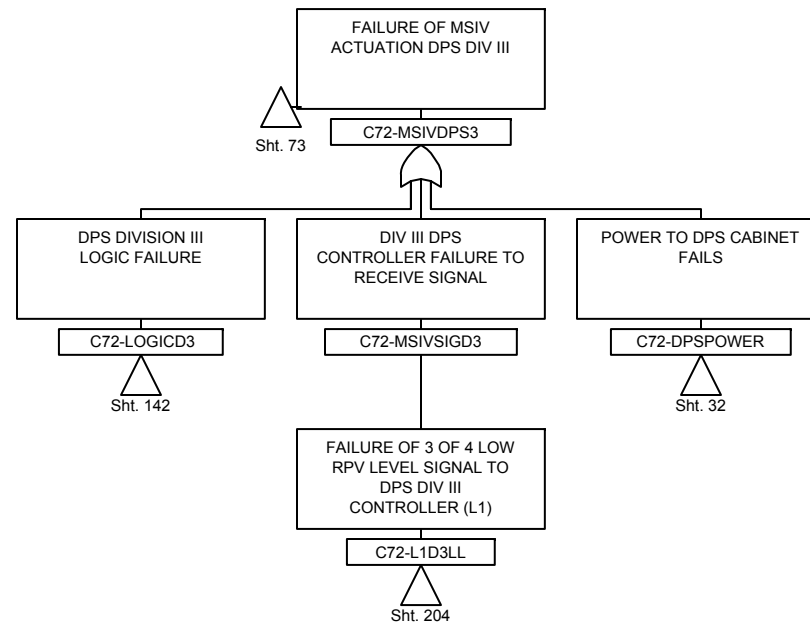 FAILURE OF MSIV
ACTUATION DPS DIV III
Sht. 73
C72-MSIVDPS3
DPS DIVISION III
LOGIC FAILURE
C72-LOGICD3
Sht. 142
DIV III DPS
CONTROLLER FAILURE TO
RECEIVE SIGNAL
C72-MSIVSIGD3
POWER TO DPS CABINET
FAILS
C72-DPSPOWER
Sht. 32
FAILURE OF 3 OF 4 LOW
RPV LEVEL SIGNAL TO
DPS DIV III
CONTROLLER (L1)
C72-L1D3LL
Sht. 204